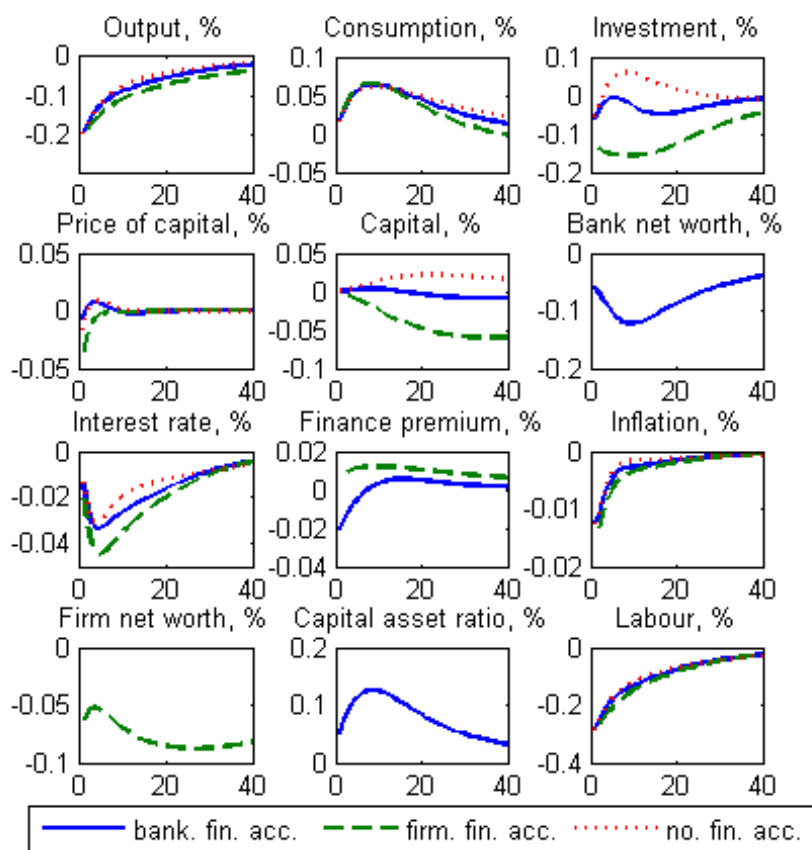 Output, % Consumption, % Investment, %
0 0.1 0.1
-0.1 0.05 0
-0.2 0 -0.1
-0.05 -0.2
0 20 40 0 20 40 0 20 40
Price of capital, % Capital, % Bank net worth, %
0.05 0.05 0
0 0 -0.1
-0.05
-0.05 -0.1 -0.2
0 20 40 0 20 40 0 20 40
Interest rate, % Finance premium, % Inflation, %
0 0.02 0
-0.02 0 -0.01
-0.04 -0.02
-0.04 -0.02
0 20 40 0 20 40 0 20 40
Firm net worth, % Capital asset ratio, % Labour, %
0 0.2 0
-0.05 0.1 -0.2
-0.1 0 -0.4
0 20 40 0 20 40 0 20 40
bank. fin. acc. firm. fin. acc. no. fin. acc.